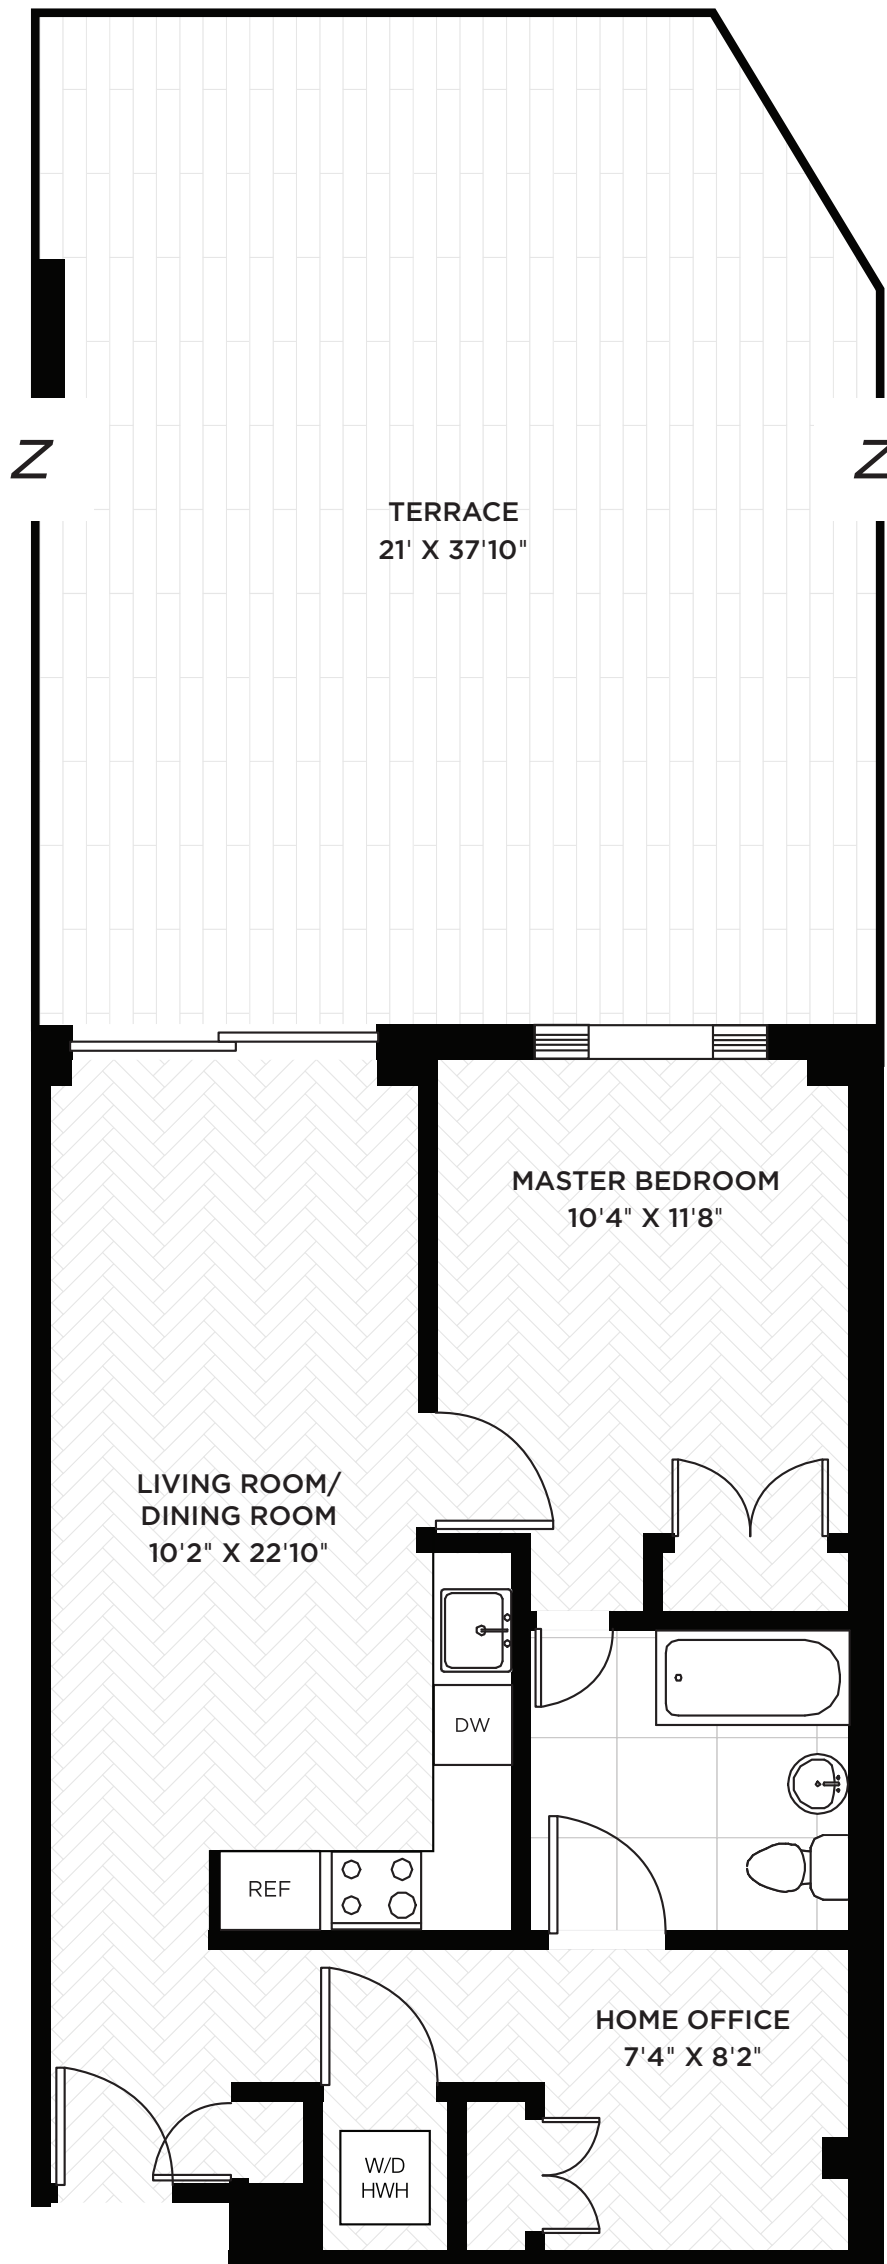 Z Z
TERRACE
21' X 37'10"
MASTER BEDROOM
10'4" X 11'8"
LIVING ROOM/
DINING ROOM
10'2" X 22'10"
DW
REF
HOME OFFICE
7'4" X 8'2"
W/D
HWH